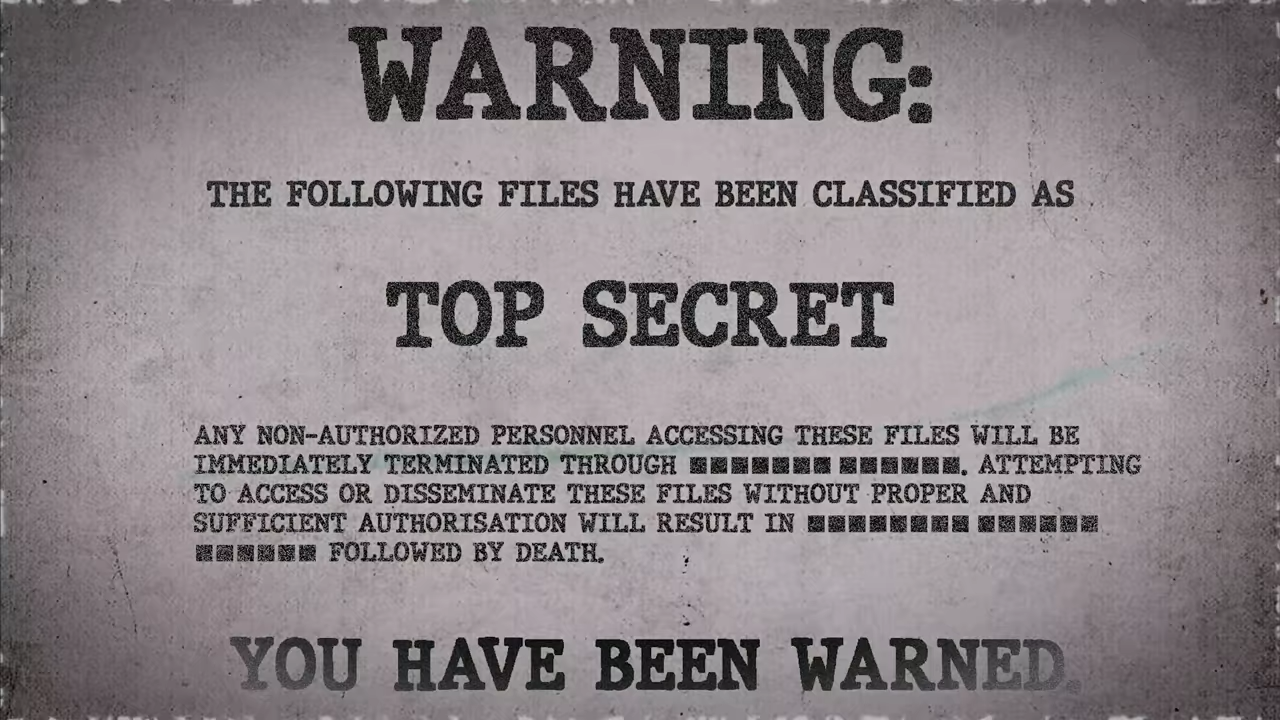 WARNING:
THE FOLLOWING FILES HAVE BEEN CLASSIFIED AS
TOP SECRET
ANY NON-AUTHORIZED PERSONNEL ACCESSING THESE FILES WILL BE
IMMEDIATELY TERMINATED THROUGH ■■■■■■■ ■■■■■■. ATTEMPTING
TO ACCESS OR DISSEMINATE THESE FILES WITHOUT PROPER AND
SUFFICIENT AUTHORISATION WILL RESULT IN ■■■■■■■■ ■■■■■■
■■■■■■ FOLLOWED BY DEATH.
YOU HAVE BEEN WARNED.